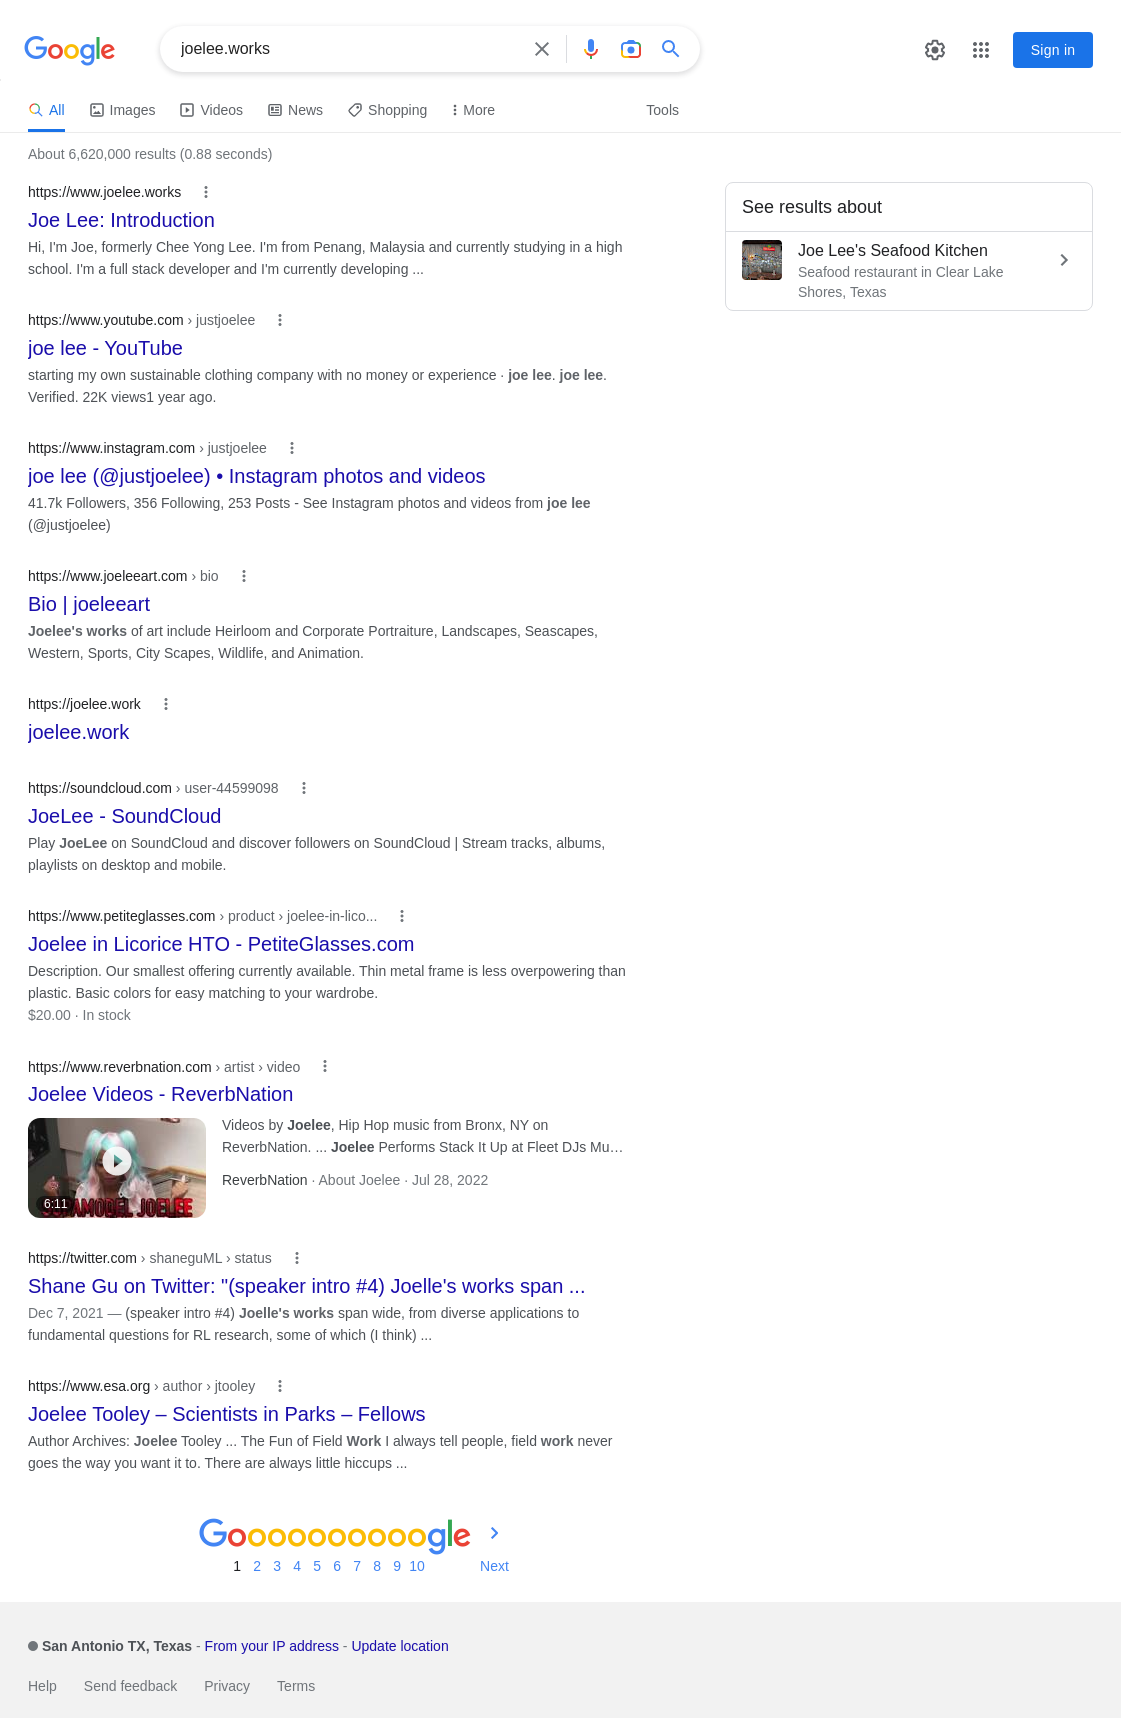 Google
joelee.works
Sign in
All
Images
Videos
News
Shopping
More
Tools
About 6,620,000 results (0.88 seconds)
https://www.joelee.works
Joe Lee: Introduction
Hi, I'm Joe, formerly Chee Yong Lee. I'm from Penang, Malaysia and currently studying in a high
school. I'm a full stack developer and I'm currently developing ...
https://www.youtube.com › justjoelee
joe lee - YouTube
starting my own sustainable clothing company with no money or experience · joe lee. joe lee.
Verified. 22K views1 year ago.
https://www.instagram.com › justjoelee
joe lee (@justjoelee) • Instagram photos and videos
41.7k Followers, 356 Following, 253 Posts - See Instagram photos and videos from joe lee
(@justjoelee)
https://www.joeleeart.com › bio
Bio | joeleeart
Joelee's works of art include Heirloom and Corporate Portraiture, Landscapes, Seascapes,
Western, Sports, City Scapes, Wildlife, and Animation.
https://joelee.work
joelee.work
https://soundcloud.com › user-44599098
JoeLee - SoundCloud
Play JoeLee on SoundCloud and discover followers on SoundCloud | Stream tracks, albums,
playlists on desktop and mobile.
https://www.petiteglasses.com › product › joelee-in-lico...
Joelee in Licorice HTO - PetiteGlasses.com
Description. Our smallest offering currently available. Thin metal frame is less overpowering than
plastic. Basic colors for easy matching to your wardrobe.
$20.00 · In stock
https://www.reverbnation.com › artist › video
Joelee Videos - ReverbNation
JOELEE
6:11
Videos by Joelee, Hip Hop music from Bronx, NY on
ReverbNation. ... Joelee Performs Stack It Up at Fleet DJs Mu…
ReverbNation · About Joelee · Jul 28, 2022
https://twitter.com › shaneguML › status
Shane Gu on Twitter: "(speaker intro #4) Joelle's works span ...
Dec 7, 2021 — (speaker intro #4) Joelle's works span wide, from diverse applications to
fundamental questions for RL research, some of which (I think) ...
https://www.esa.org › author › jtooley
Joelee Tooley – Scientists in Parks – Fellows
Author Archives: Joelee Tooley ... The Fun of Field Work I always tell people, field work never
goes the way you want it to. There are always little hiccups ...
See results about
Joe Lee's Seafood Kitchen
Seafood restaurant in Clear Lake
Shores, Texas
Goooooooooogle
1 2 3 4 5 6 7 8 9 10 Next
San Antonio TX, Texas - From your IP address - Update location
Help Send feedback Privacy Terms